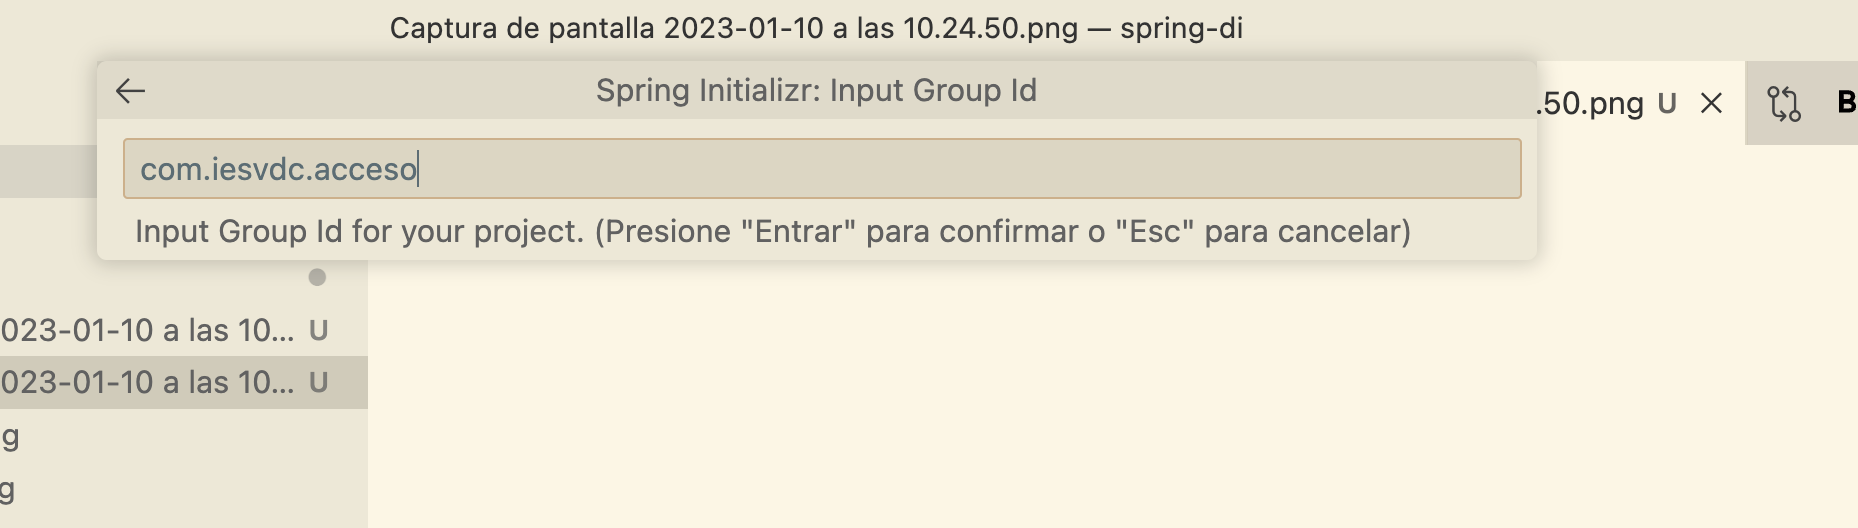 Captura de pantalla 2023-01-10 a las 10.24.50.png — spring-di
Spring Initializr: Input Group Id
.50.png U
B
com.iesvdc.acceso
Input Group Id for your project. (Presione "Entrar" para confirmar o "Esc" para cancelar)
023-01-10 a las 10... U
023-01-10 a las 10... U
g
g